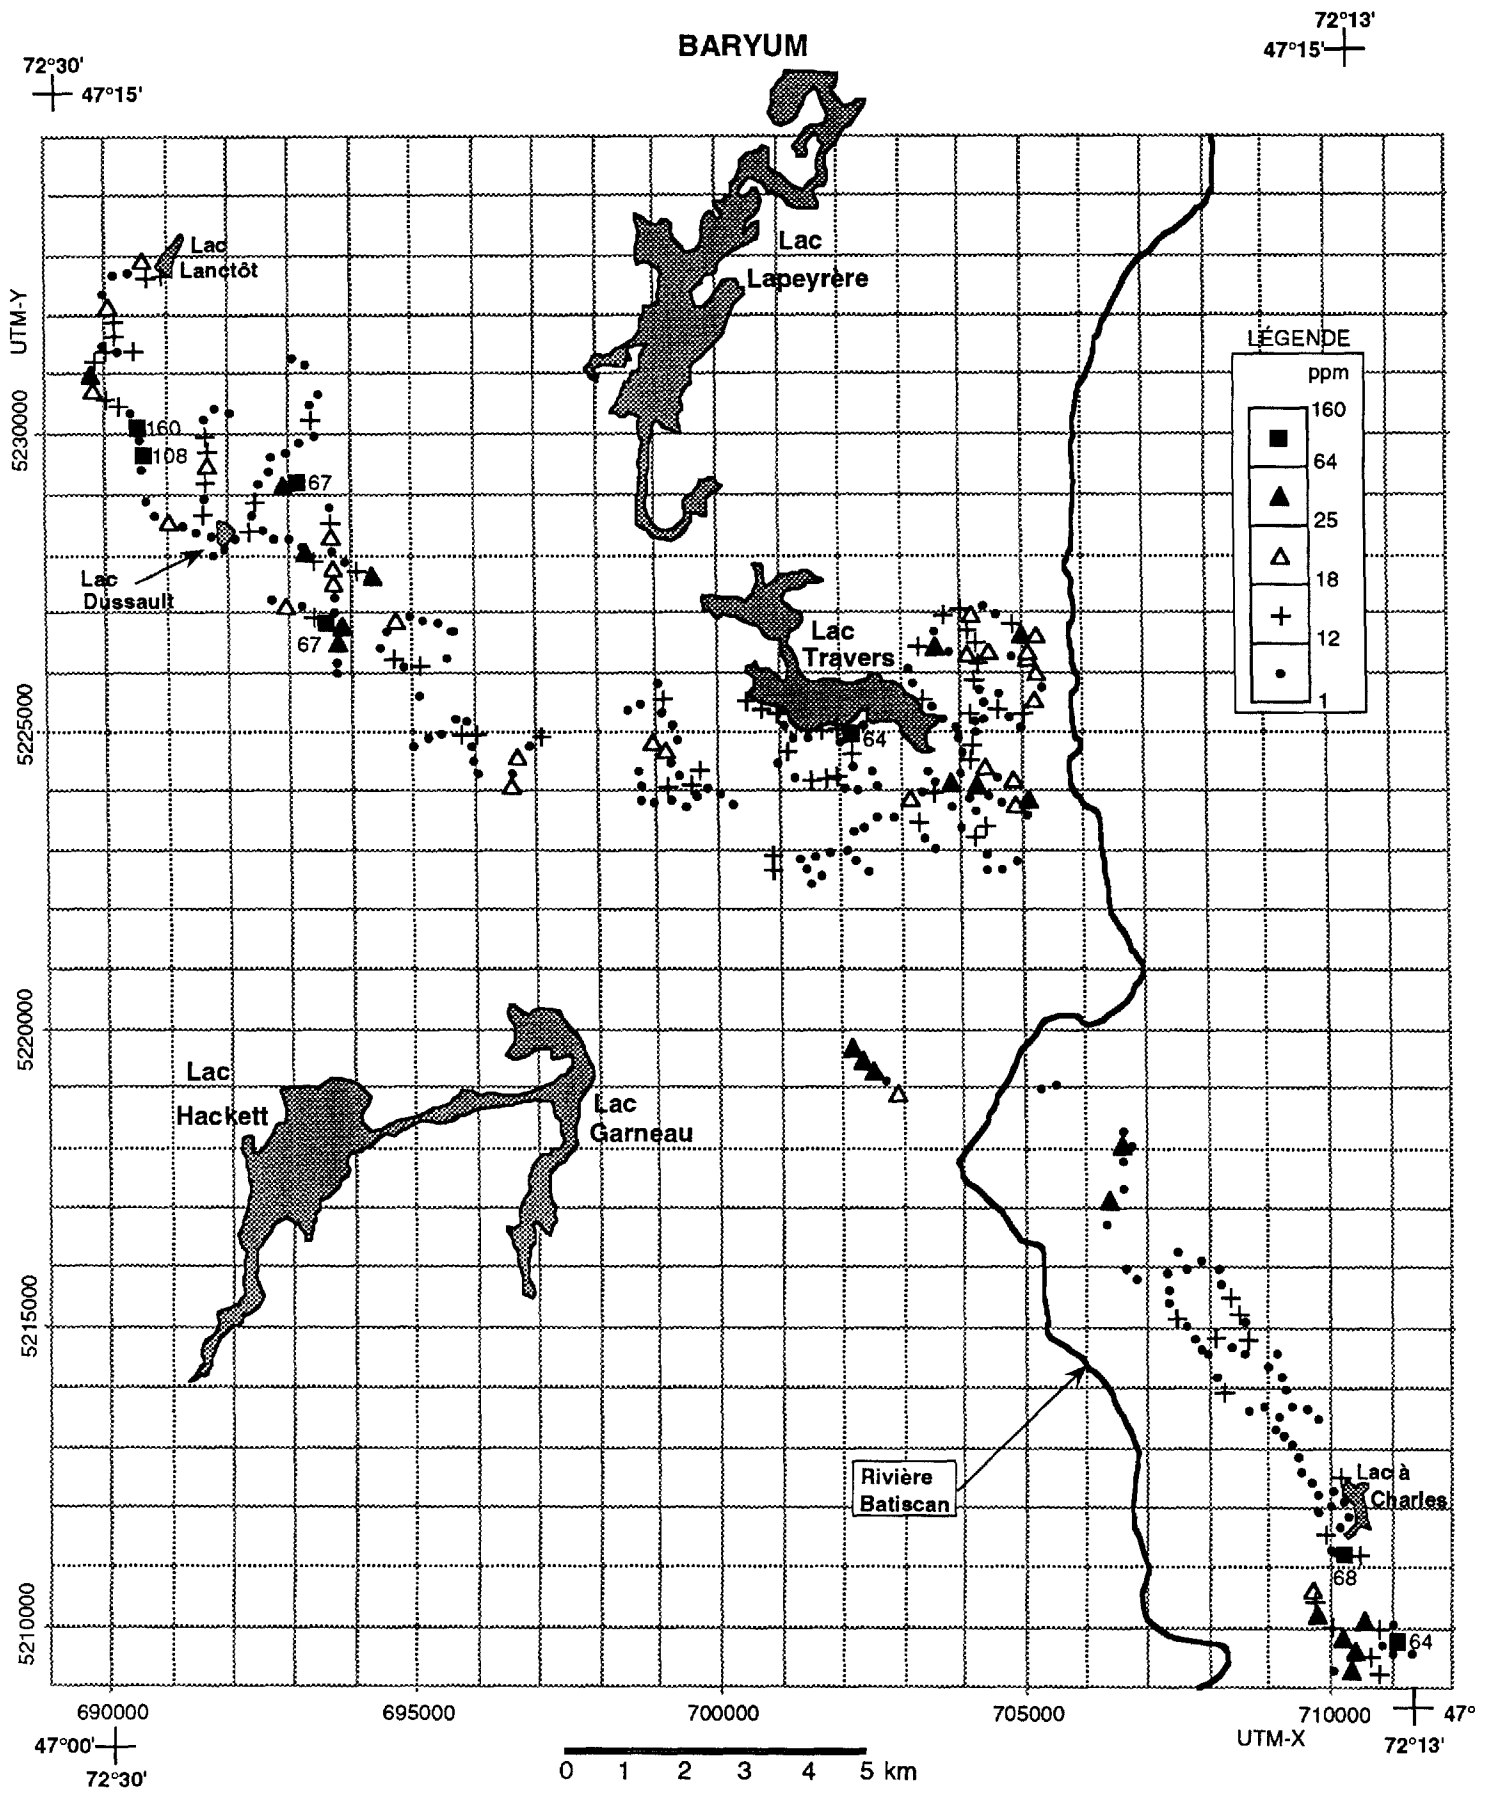 BARYUM
72°30'
47°15'
72°13'
47°15'
Lac
Lanctôt
Lac
Lapeyrère
UTM-Y
LÉGENDE
ppm
160
64
25
18
12
1
5230000
160
108
67
Lac
Dussault
67
Lac
Travers
64
5225000
5220000
Lac
Hackett
Lac
Garneau
5215000
Rivière
Batiscan
Lac à
Charles
68
64
5210000
690000
695000
700000
705000
710000
UTM-X
47°
72°13'
47°00'
72°30'
0 1 2 3 4 5 km